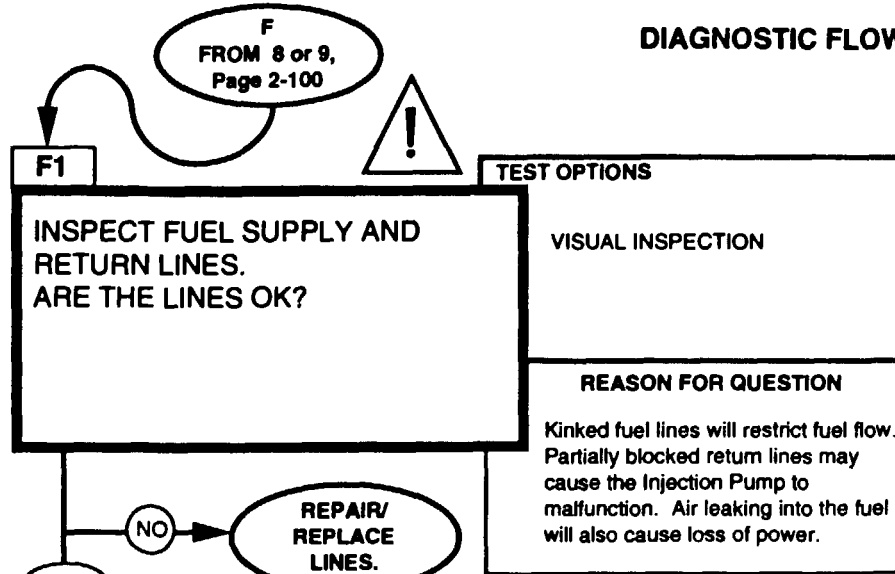 F
FROM 8 or 9,
Page 2-100
DIAGNOSTIC FLOW
!
F1
INSPECT FUEL SUPPLY AND
RETURN LINES.
ARE THE LINES OK?
TEST OPTIONS
VISUAL INSPECTION
REASON FOR QUESTION
Kinked fuel lines will restrict fuel flow.
Partially blocked return lines may
cause the Injection Pump to
malfunction. Air leaking into the fuel
will also cause loss of power.
NO
REPAIR/
REPLACE
LINES.